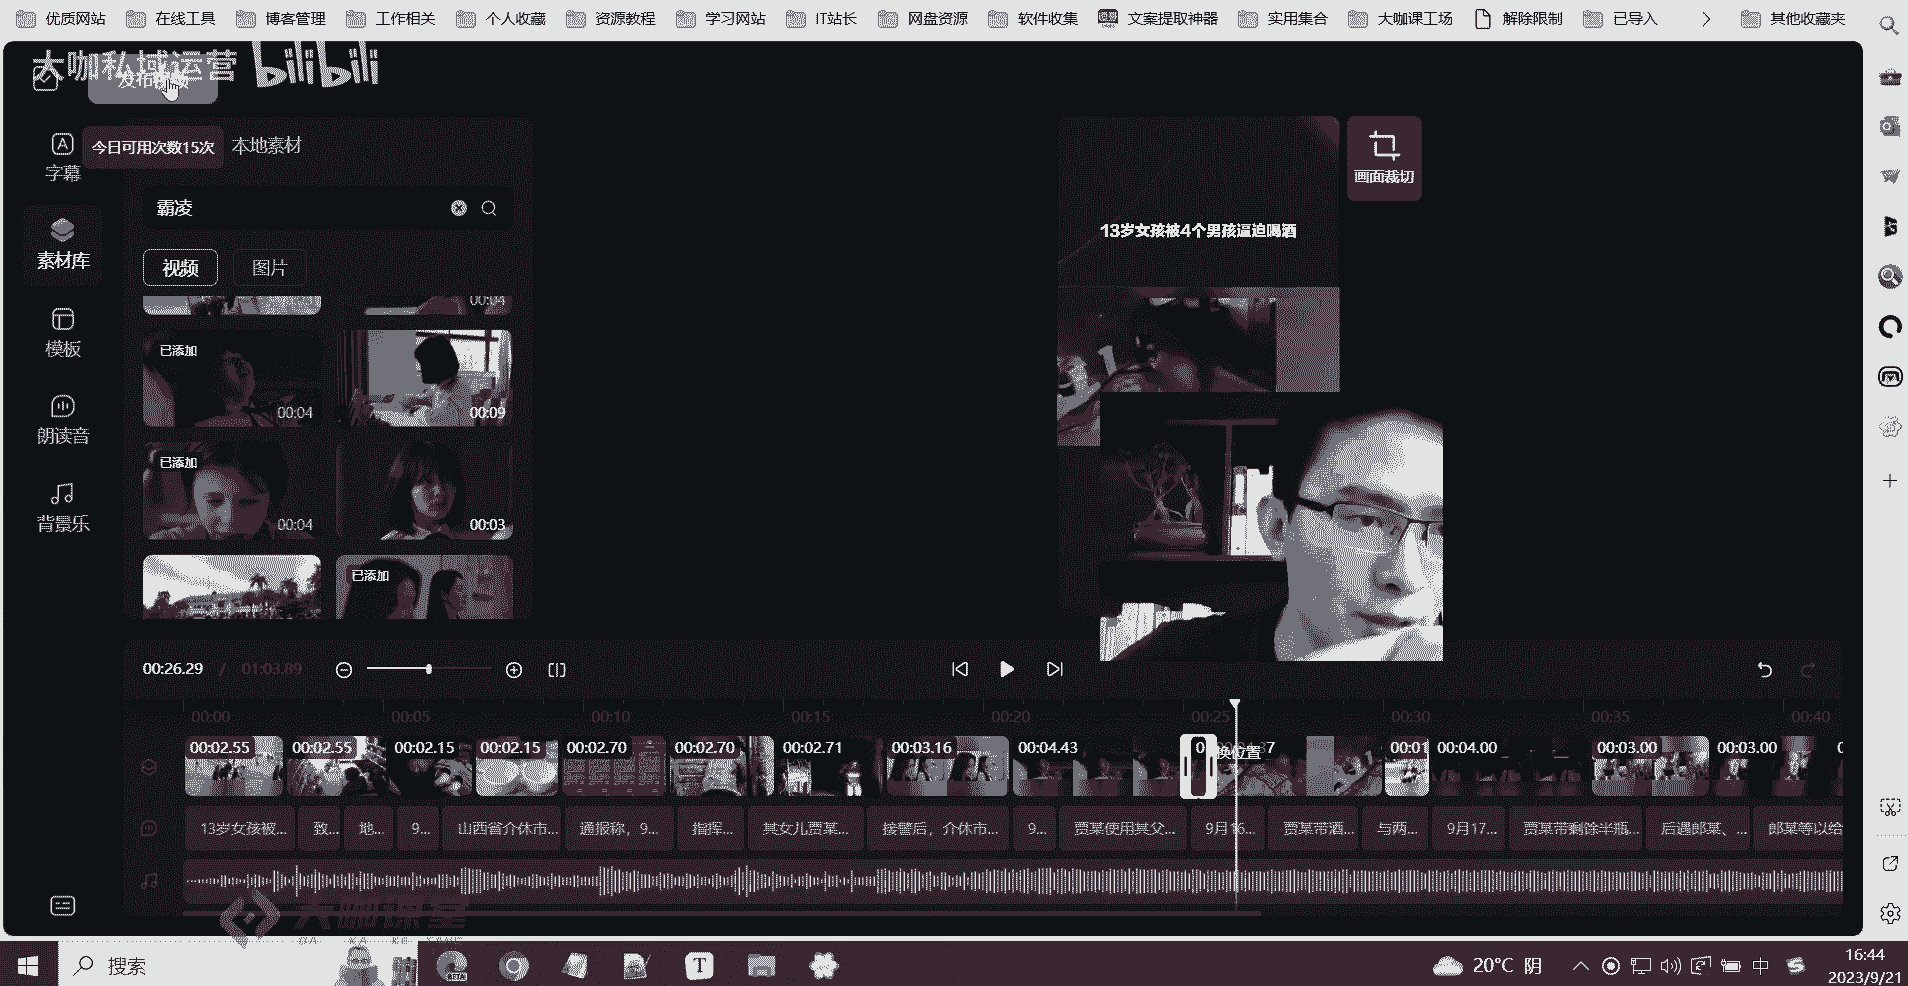 优质网站 在线工具 博客管理 工作相关 个人收藏 资源教程 学习网站 IT站长 网盘资源 软件收集 文案提取神器 实用集合 大咖课工场 解除限制 已导入 其他收藏夹
大咖私域运营 bilibili
今日可用次数15次 本地素材
字幕
霸凌
素材库
视频 图片
模板
朗读音
背景乐
00:04
已添加 00:04 00:09
已添加 00:04 00:03
已添加
画面裁切
13岁女孩被4个男孩逼迫喝酒
00:26.29 / 01:03.89
00:00 00:05 00:10 00:15 00:20 00:25 00:30 00:35 00:40
00:02.55 00:02.55 00:02.15 00:02.15 00:02.70 00:02.70 00:02.71 00:03.16 00:04.43 换位置 00:01 00:04.00 00:03.00 00:03.00
13岁女孩被... 致... 地... 9... 山西省介休市... 通报称，9... 指挥... 其女儿贾某... 接警后，介休市... 9... 贾某使用其父... 9月16... 贾某带酒... 与两... 9月17... 贾某带剩余半瓶... 后遇郎某、... 郎某等以给
大咖课堂
DA KA KE TANG
搜索
BETA
T
20°C 阴
中
16:44
2023/9/21